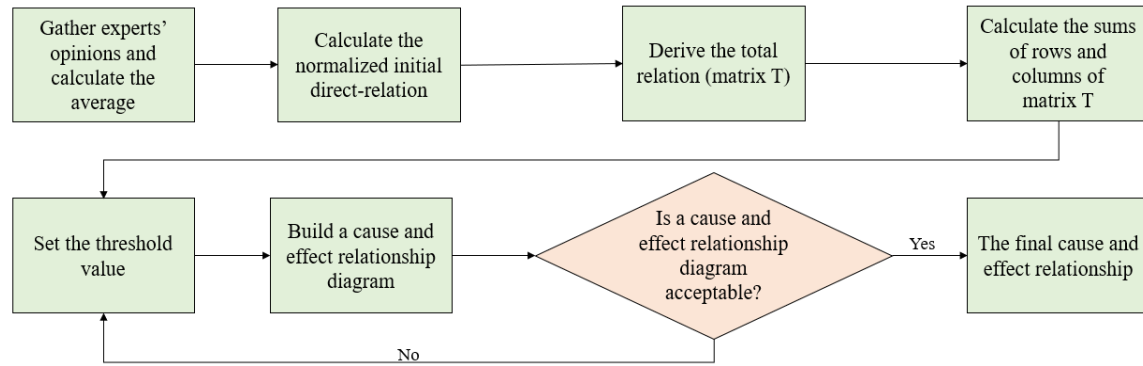 Gather experts'
opinions and
calculate the
average
Calculate the
normalized initial
direct-relation
Derive the total
relation (matrix T)
Calculate the sums
of rows and
columns of
matrix T
Set the threshold
value
Build a cause and
effect relationship
diagram
Is a cause and
effect relationship
diagram
acceptable?
Yes
The final cause and
effect relationship
No